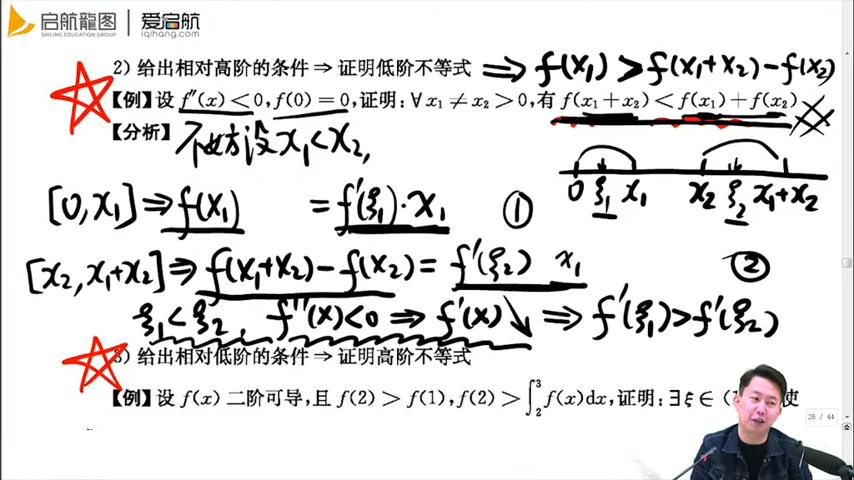 启航龍图 | 爱启航
SAILING EDUCATION GROUP iqihang.com
2) 给出相对高阶的条件 ⇒ 证明低阶不等式 ⇒ f(x₁) > f(x₁+x₂) - f(x₂)
【例】设 f″(x) < 0, f(0) = 0, 证明: ∀ x₁ ≠ x₂ > 0, 有 f(x₁+x₂) < f(x₁) + f(x₂)
【分析】不妨设 x₁ < x₂,
0 ξ₁ x₁ x₂ ξ₂ x₁+x₂
[0, x₁] ⇒ f(x₁) = f′(ξ₁)·x₁ ①
[x₂, x₁+x₂] ⇒ f(x₁+x₂) - f(x₂) = f′(ξ₂) x₁ ②
ξ₁ < ξ₂, f″(x) < 0 ⇒ f′(x) ↘ ⇒ f′(ξ₁) > f′(ξ₂)
3) 给出相对低阶的条件 ⇒ 证明高阶不等式
【例】设 f(x) 二阶可导, 且 f(2) > f(1), f(2) > ∫₂³ f(x)dx, 证明: ∃ ξ ∈ ( 使
26 / 44